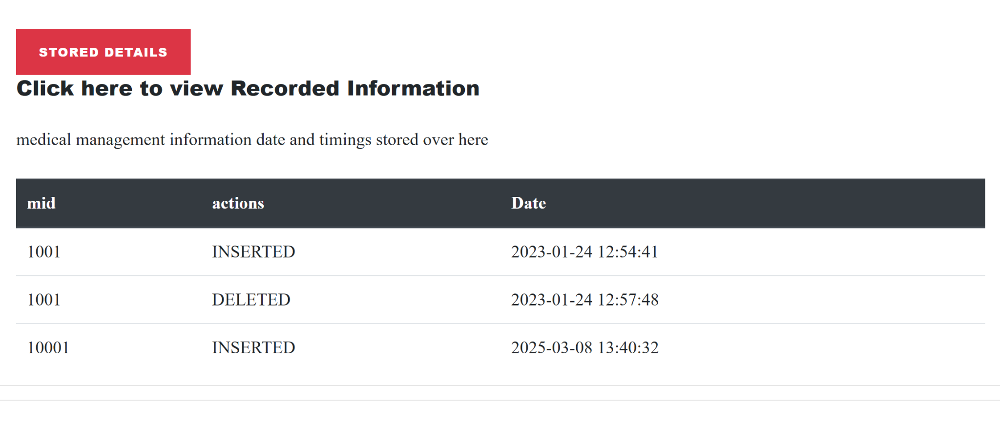 STORED DETAILS
Click here to view Recorded Information
medical management information date and timings stored over here
mid actions Date
1001 INSERTED 2023-01-24 12:54:41
1001 DELETED 2023-01-24 12:57:48
10001 INSERTED 2025-03-08 13:40:32